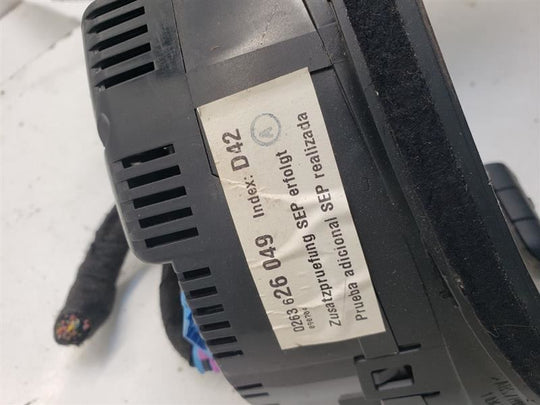 0263 626 049 Index: D42
A
Zusatzpruefung SEP erfolgt
Prueba adicional SEP realizada